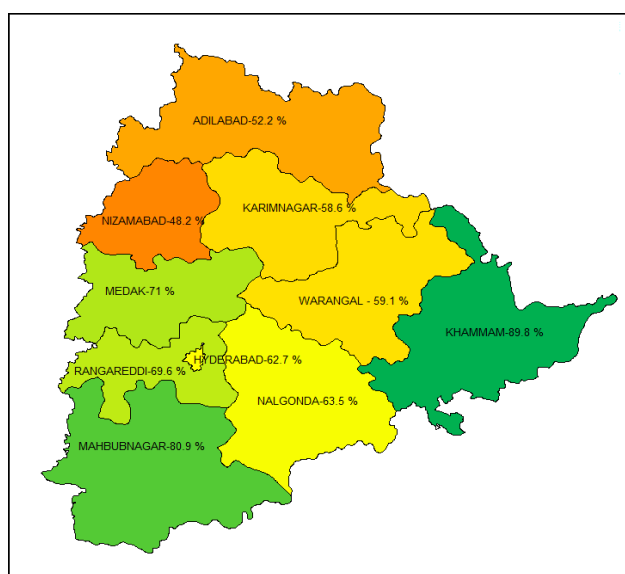 ADILABAD-52.2 %
KARIMNAGAR-58.6 %
NIZAMABAD-48.2 %
MEDAK-71 %
WARANGAL - 59.1 %
KHAMMAM-89.8 %
HYDERABAD-62.7 %
RANGAREDDI-69.6 %
NALGONDA-63.5 %
MAHBUBNAGAR-80.9 %